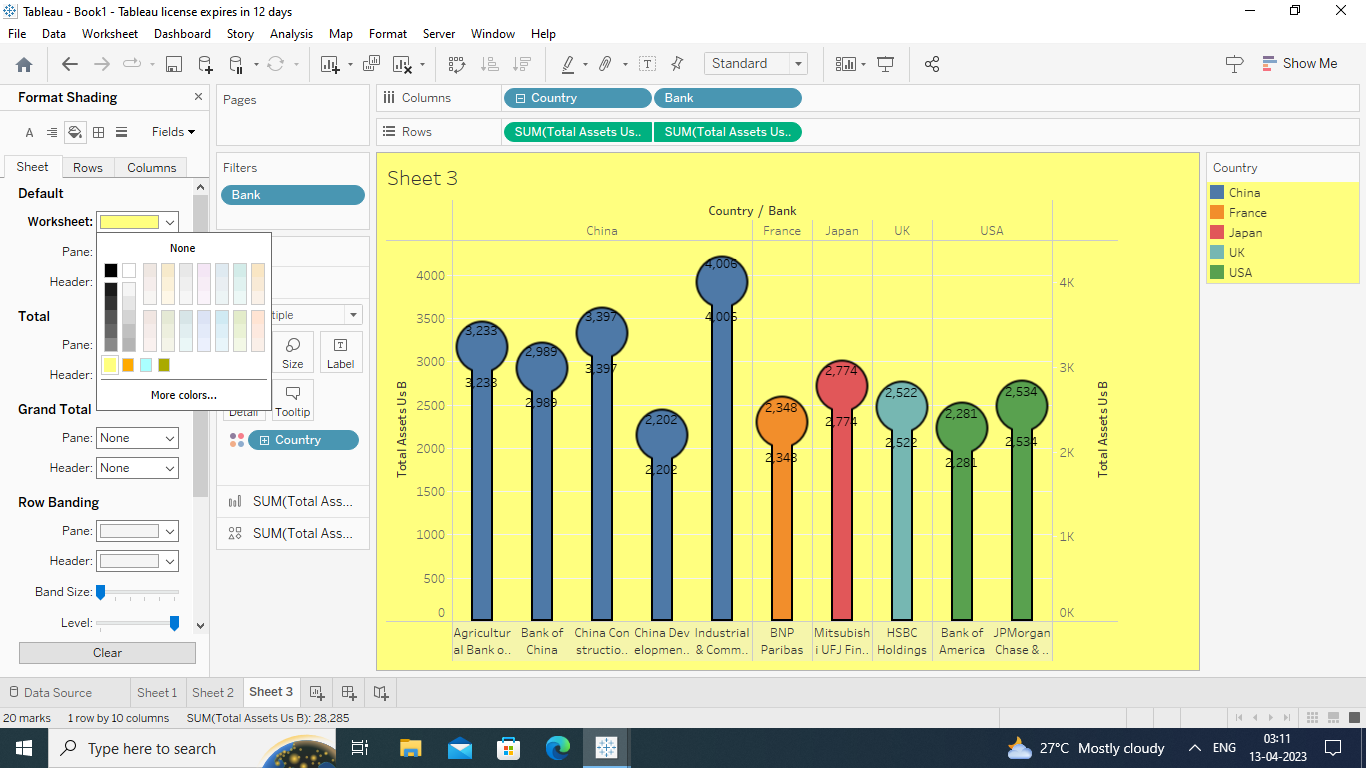 Tableau - Book1 - Tableau license expires in 12 days
File Data Worksheet Dashboard Story Analysis Map Format Server Window Help
Standard
Show Me
Format Shading
Fields
Sheet Rows Columns
Default
Worksheet:
Pane:
Header:
None
Total
Pane:
Header:
More colors...
Grand Total
Pane: None
Header: None
Row Banding
Pane:
Header:
Band Size:
Level:
Clear
Pages
Filters
Bank
Size
Label
Tooltip
Country
SUM(Total Ass...
SUM(Total Ass...
Columns Country Bank
Rows SUM(Total Assets Us.. SUM(Total Assets Us..
Sheet 3
Country / Bank
China France Japan UK USA
Total Assets Us B
4000
3500
3000
2500
2000
1500
1000
500
0
3,233
3,233
2,989
2,989
3,397
3,397
2,202
2,202
4,006
4,005
2,348
2,348
2,774
2,774
2,522
2,522
2,281
2,281
2,534
2,534
4K
3K
2K
1K
0K
Total Assets Us B
Agricultur
al Bank o..
Bank of
China
China Con
structio..
China Dev
elopmen..
Industrial
& Comm..
BNP
Paribas
Mitsubish
i UFJ Fin..
HSBC
Holdings
Bank of
America
JPMorgan
Chase & ..
Country
China
France
Japan
UK
USA
Data Source Sheet 1 Sheet 2 Sheet 3
20 marks 1 row by 10 columns SUM(Total Assets Us B): 28,285
Type here to search
27°C Mostly cloudy
ENG
03:11
13-04-2023